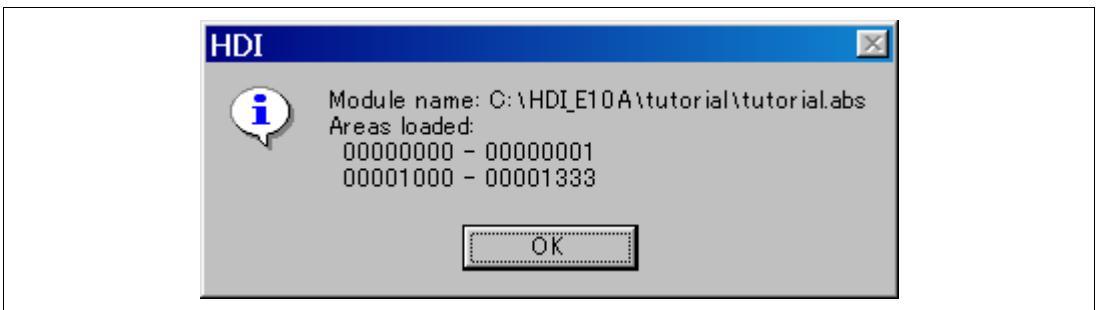 HDI
Module name: C:\HDI_E10A\tutorial\tutorial.abs
Areas loaded:
00000000 - 00000001
00001000 - 00001333
OK